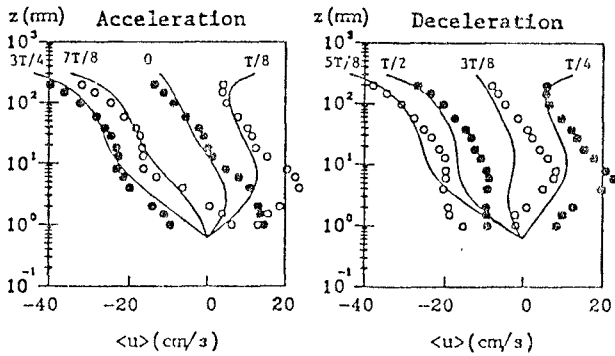 z(mm) Acceleration
z(mm) Deceleration
3T/4 7T/8 0 T/8
5T/8 T/2 3T/8 T/4
10³ 10³
10² 10²
10¹ 10¹
10⁰ 10⁰
10⁻¹ 10⁻¹
-40 -20 0 20
-40 -20 0 20
<u>(cm/s) <u>(cm/s)